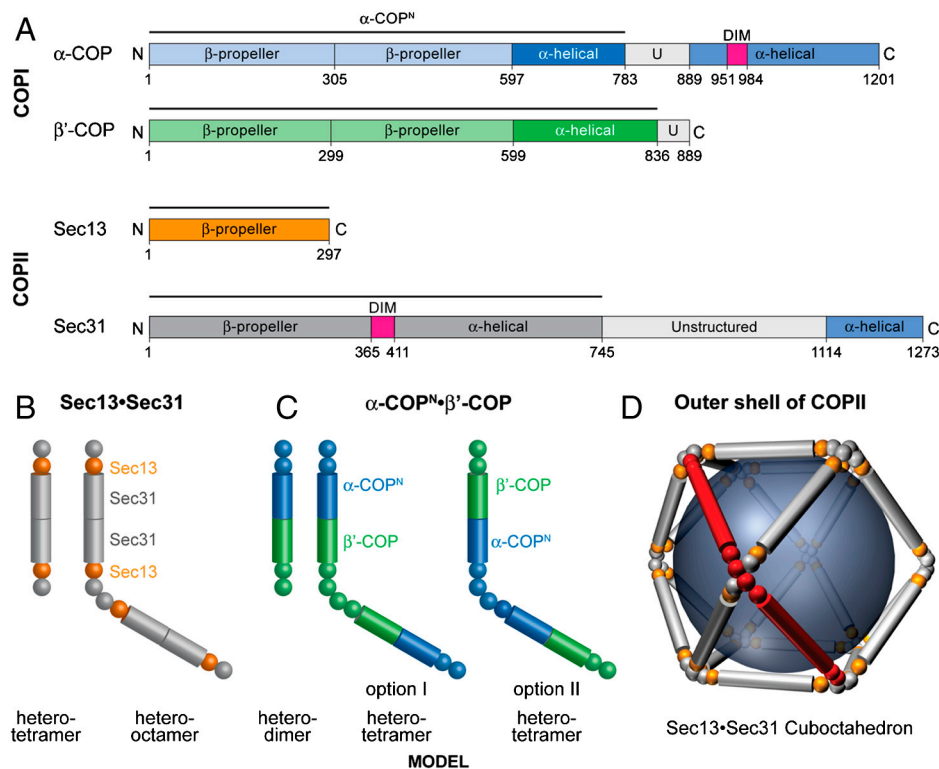 A
α-COPᴺ
DIM
α-COP N β-propeller β-propeller α-helical U α-helical C
1 305 597 783 889 951 984 1201
COPI
β’-COP N β-propeller β-propeller α-helical U C
1 299 599 836 889
Sec13 N β-propeller C
1 297
COPII
DIM
Sec31 N β-propeller α-helical Unstructured α-helical C
1 365 411 745 1114 1273
B Sec13•Sec31
Sec13
Sec31
Sec31
Sec13
hetero-
tetramer
hetero-
octamer
C α-COPᴺ•β’-COP
α-COPᴺ
β’-COP
β’-COP
α-COPᴺ
option I
option II
hetero-
dimer
hetero-
tetramer
hetero-
tetramer
MODEL
D Outer shell of COPII
Sec13•Sec31 Cuboctahedron